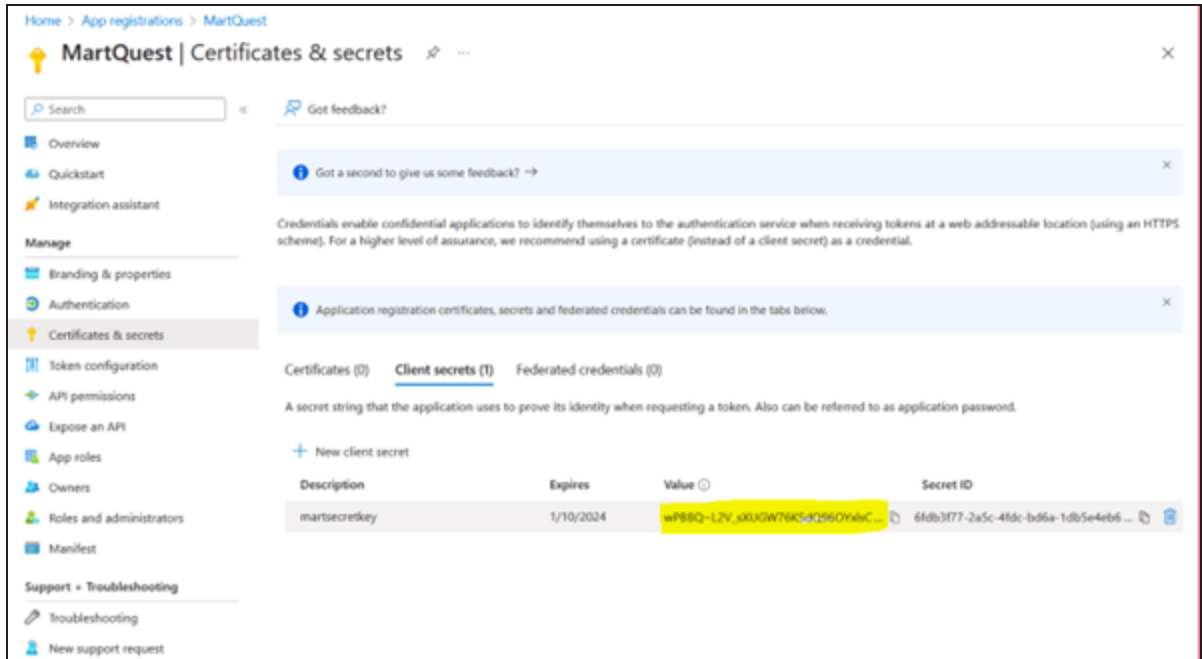 Home > App registrations > MartQuest
MartQuest | Certificates & secrets
Search
Got feedback?
Overview
Quickstart
Integration assistant
Got a second to give us some feedback? →
Credentials enable confidential applications to identify themselves to the authentication service when receiving tokens at a web addressable location (using an HTTPS
scheme). For a higher level of assurance, we recommend using a certificate (instead of a client secret) as a credential.
Manage
Branding & properties
Authentication
Certificates & secrets
Token configuration
API permissions
Expose an API
App roles
Owners
Roles and administrators
Manifest
Application registration certificates, secrets and federated credentials can be found in the tabs below.
Certificates (0) Client secrets (1) Federated credentials (0)
A secret string that the application uses to prove its identity when requesting a token. Also can be referred to as application password.
New client secret
Description Expires Value Secret ID
martsecretkey 1/10/2024 6fdb3f77-2a5c-4fdc-bd6a-1db5e4eb6 ...
Support + Troubleshooting
Troubleshooting
New support request